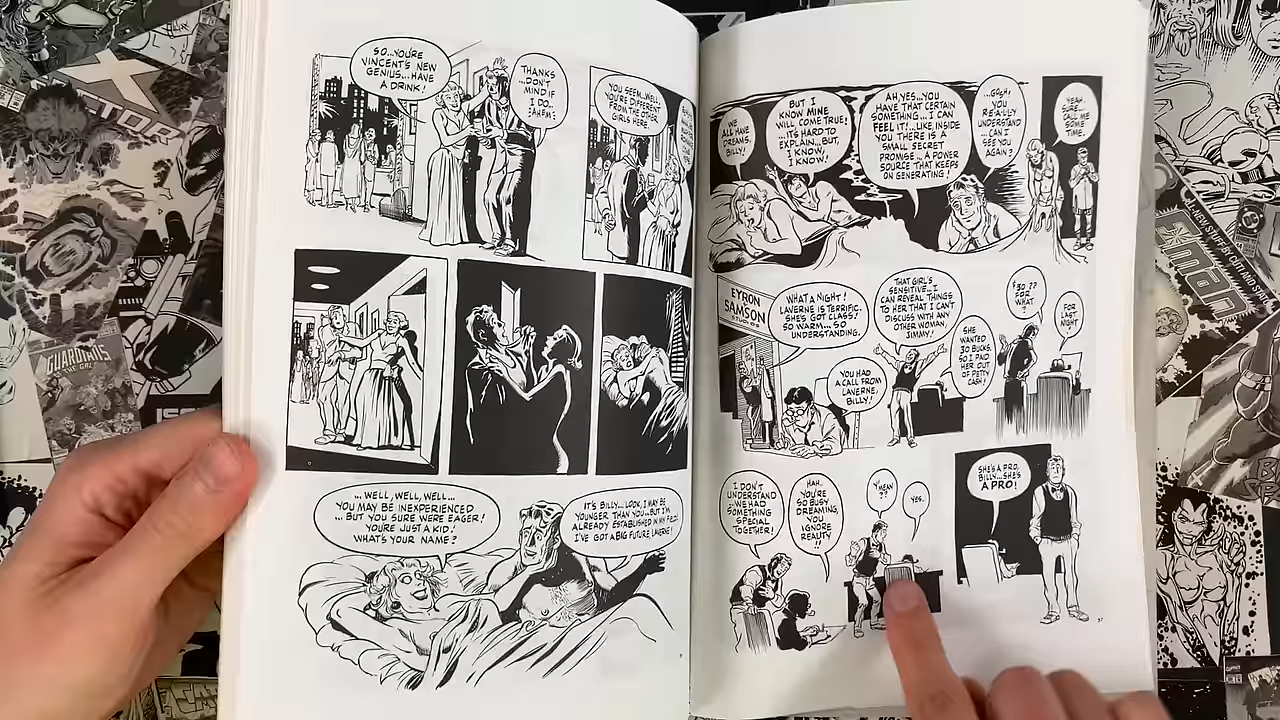 SO...YOU'RE
VINCENT'S NEW
GENIUS...HAVE
A DRINK!
THANKS
...DON'T
MIND IF
I DO..
SAHEM!
YOU SEEM...WELL
YOU'RE DIFFERENT
FROM THE OTHER
GIRLS HERE.
...WELL, WELL, WELL...
YOU MAY BE INEXPERIENCED
...BUT YOU SURE WERE EAGER!
YOU'RE JUST A KID!
WHAT'S YOUR NAME?
IT'S BILLY...LOOK, I MAY BE
YOUNGER THAN YOU...BUT I'M
ALREADY ESTABLISHED IN MY FIELD!
I'VE GOT A BIG FUTURE LAVERNE!
WE
ALL HAVE
DREAMS,
BILLY!
BUT I
KNOW MINE
WILL COME TRUE!
...IT'S HARD TO
EXPLAIN...BUT,
I KNOW,
I KNOW!
AH,YES...YOU
HAVE THAT CERTAIN
SOMETHING...I CAN
FEEL IT!...LIKE, INSIDE
YOU THERE IS A
SMALL SECRET
PROMISE...A POWER
SOURCE THAT KEEPS
ON GENERATING!
...GOSH!
YOU
REALLY
UNDERSTAND
...CAN I
SEE YOU
AGAIN?
YEAH..
SURE...
CALL ME
SOME
TIME.
EYRON
SAMSON
WHAT A NIGHT!
LAVERNE IS TERRIFIC.
SHE'S GOT CLASS!
SO WARM...SO
UNDERSTANDING.
YOU HAD
A CALL FROM
LAVERNE,
BILLY!
THAT GIRL'S
SENSITIVE...I
CAN REVEAL THINGS
TO HER THAT I CAN'T
DISCUSS WITH ANY
OTHER WOMAN,
JIMMY!
SHE
WANTED
30 BUCKS.
SO I PAID
HER OUT
OF PETTY
CASH!
$30 ??
FOR
WHAT
?
FOR
LAST
NIGHT
!
I DON'T
UNDERSTAND
...WE HAD
SOMETHING
SPECIAL
TOGETHER!
HAH..
YOU'RE
SO BUSY
DREAMING,
YOU
IGNORE
REALITY
!!
Y'MEAN
??
YES.
SHE'S A PRO,
BILLY...SHE'S
A PRO!
37
X
GUARDIANS
DC